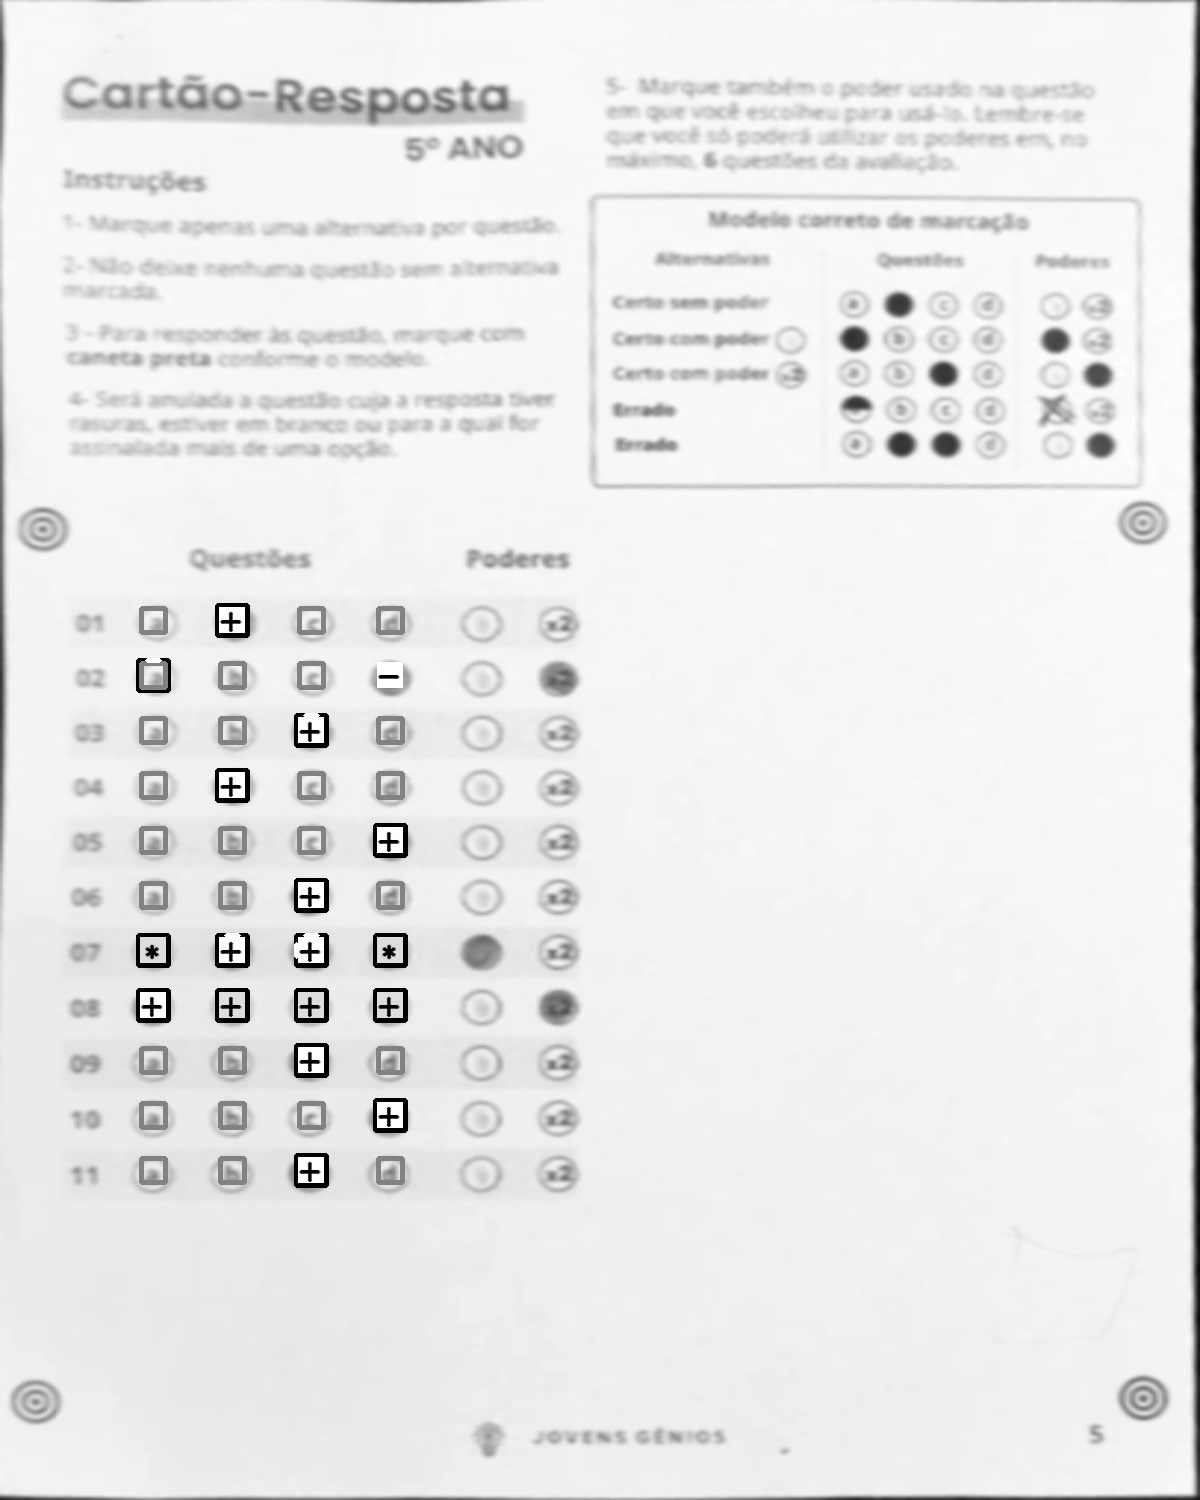 Cartão-Resposta
5º ANO
Instruções
1- Marque apenas uma alternativa por questão.
2- Não deixe nenhuma questão sem alternativa
marcada.
3 - Para responder às questão, marque com
caneta preta conforme o modelo.
4- Será anulada a questão cuja a resposta tiver
rasuras, estiver em branco ou para a qual for
assinalada mais de uma opção.
5- Marque também o poder usado na questão
em que você escolheu para usá-lo. Lembre-se
que você só poderá utilizar os poderes em, no
máximo, 6 questões da avaliação.
Modelo correto de marcação
Alternativas Questões Poderes
Certo sem poder a c d x2
Certo com poder b c d x2
Certo com poder x2 a b d
Errado b c d x2
Errado a d
Questões Poderes
01 a + c d x2
02 a b c − x2
03 a b + d x2
04 a + c d x2
05 a b c + x2
06 a b + d x2
07 * + + * x2
08 + + + + x2
09 a b + d x2
10 a b c + x2
11 a b + d x2
JOVENS GÊNIOS
5